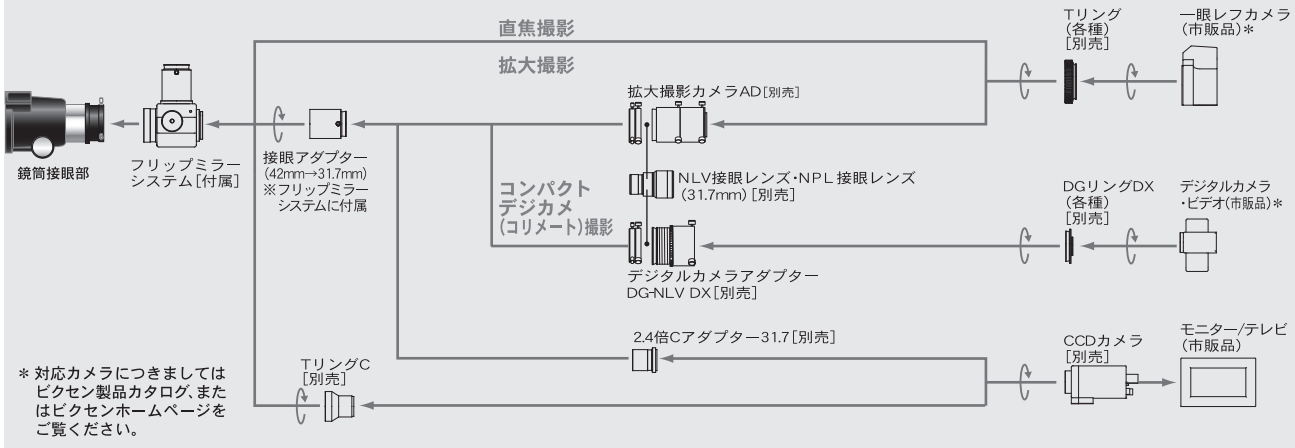 直焦撮影
拡大撮影
Tリング
(各種)
[別売]
一眼レフカメラ
(市販品)*
拡大撮影カメラAD[別売]
鏡筒接眼部
フリップミラー
システム[付属]
接眼アダプター
(42mm→31.7mm)
※フリップミラー
システムに付属
コンパクト
デジカメ
(コリメート)撮影
NLV接眼レンズ・NPL接眼レンズ
(31.7mm)[別売]
DGリングDX
(各種)
[別売]
デジタルカメラ
・ビデオ(市販品)*
デジタルカメラアダプター
DG-NLV DX[別売]
2.4倍Cアダプター31.7[別売]
CCDカメラ
[別売]
モニター/テレビ
(市販品)
TリングC
[別売]
* 対応カメラにつきましては
ビクセン製品カタログ、また
はビクセンホームページを
ご覧ください。